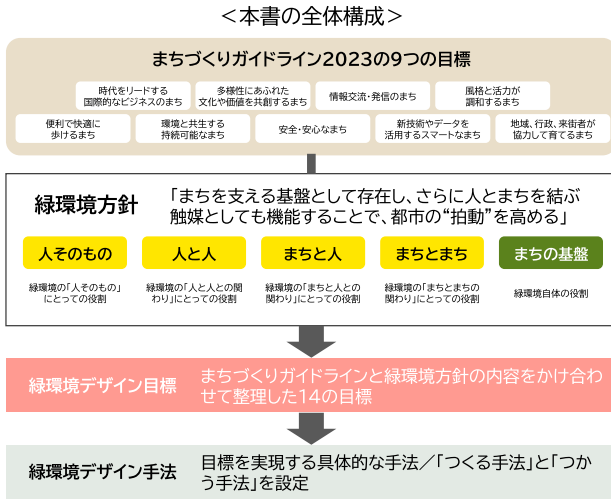 ＜本書の全体構成＞
まちづくりガイドライン2023の9つの目標
時代をリードする
国際的なビジネスのまち
多様性にあふれた
文化や価値を共創するまち
情報交流・発信のまち
風格と活力が
調和するまち
便利で快適に
歩けるまち
環境と共生する
持続可能なまち
安全・安心なまち
新技術やデータを
活用するスマートなまち
地域、行政、来街者が
協力して育てるまち
緑環境方針
「まちを支える基盤として存在し、さらに人とまちを結ぶ
触媒としても機能することで、都市の“拍動”を高める」
人そのもの
人と人
まちと人
まちとまち
まちの基盤
緑環境の「人そのもの」
にとっての役割
緑環境の「人と人との関
わり」にとっての役割
緑環境の「まちと人との
関わり」にとっての役割
緑環境の「まちとまちの
関わり」にとっての役割
緑環境自体の役割
緑環境デザイン目標
まちづくりガイドラインと緑環境方針の内容をかけ合わ
せて整理した14の目標
緑環境デザイン手法
目標を実現する具体的な手法／「つくる手法」と「つか
う手法」を設定